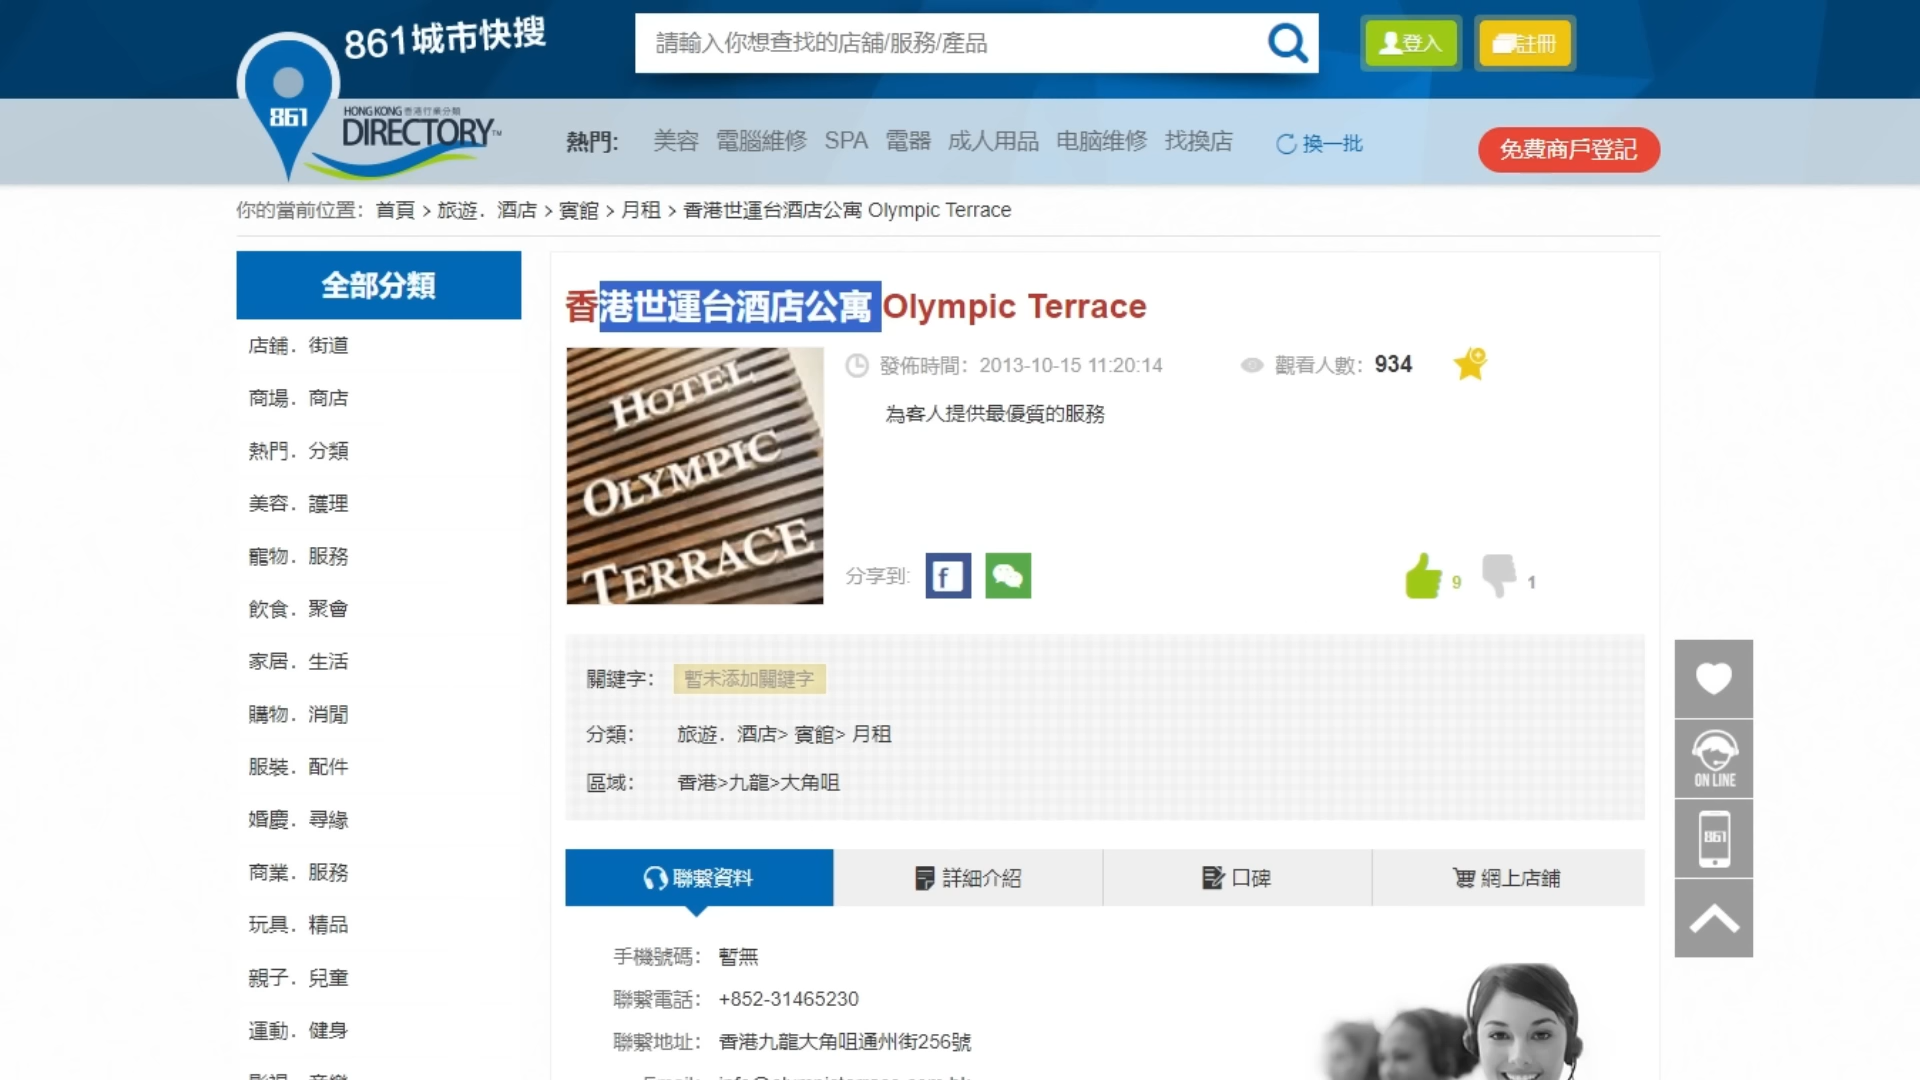 861城市快搜
請輸入你想查找的店舖/服務/產品
登入
註冊
861
HONG KONG 香港行業分類
DIRECTORY™
熱門: 美容 電腦維修 SPA 電器 成人用品 电脑维修 找換店
換一批
免費商戶登記
你的當前位置： 首頁 > 旅遊．酒店 > 賓館 > 月租 > 香港世運台酒店公寓 Olympic Terrace
全部分類
店鋪．街道
商場．商店
熱門．分類
美容．護理
寵物．服務
飲食．聚會
家居．生活
購物．消閒
服裝．配件
婚慶．尋緣
商業．服務
玩具．精品
親子．兒童
運動．健身
香港世運台酒店公寓 Olympic Terrace
HOTEL
OLYMPIC
TERRACE
發佈時間： 2013-10-15 11:20:14
觀看人數： 934
為客人提供最優質的服務
分享到:
9
1
關鍵字： 暫未添加關鍵字
分類： 旅遊．酒店> 賓館> 月租
區域： 香港>九龍>大角咀
聯繫資料
詳細介紹
口碑
網上店鋪
手機號碼： 暫無
聯繫電話： +852-31465230
聯繫地址： 香港九龍大角咀通州街256號
ON LINE
861